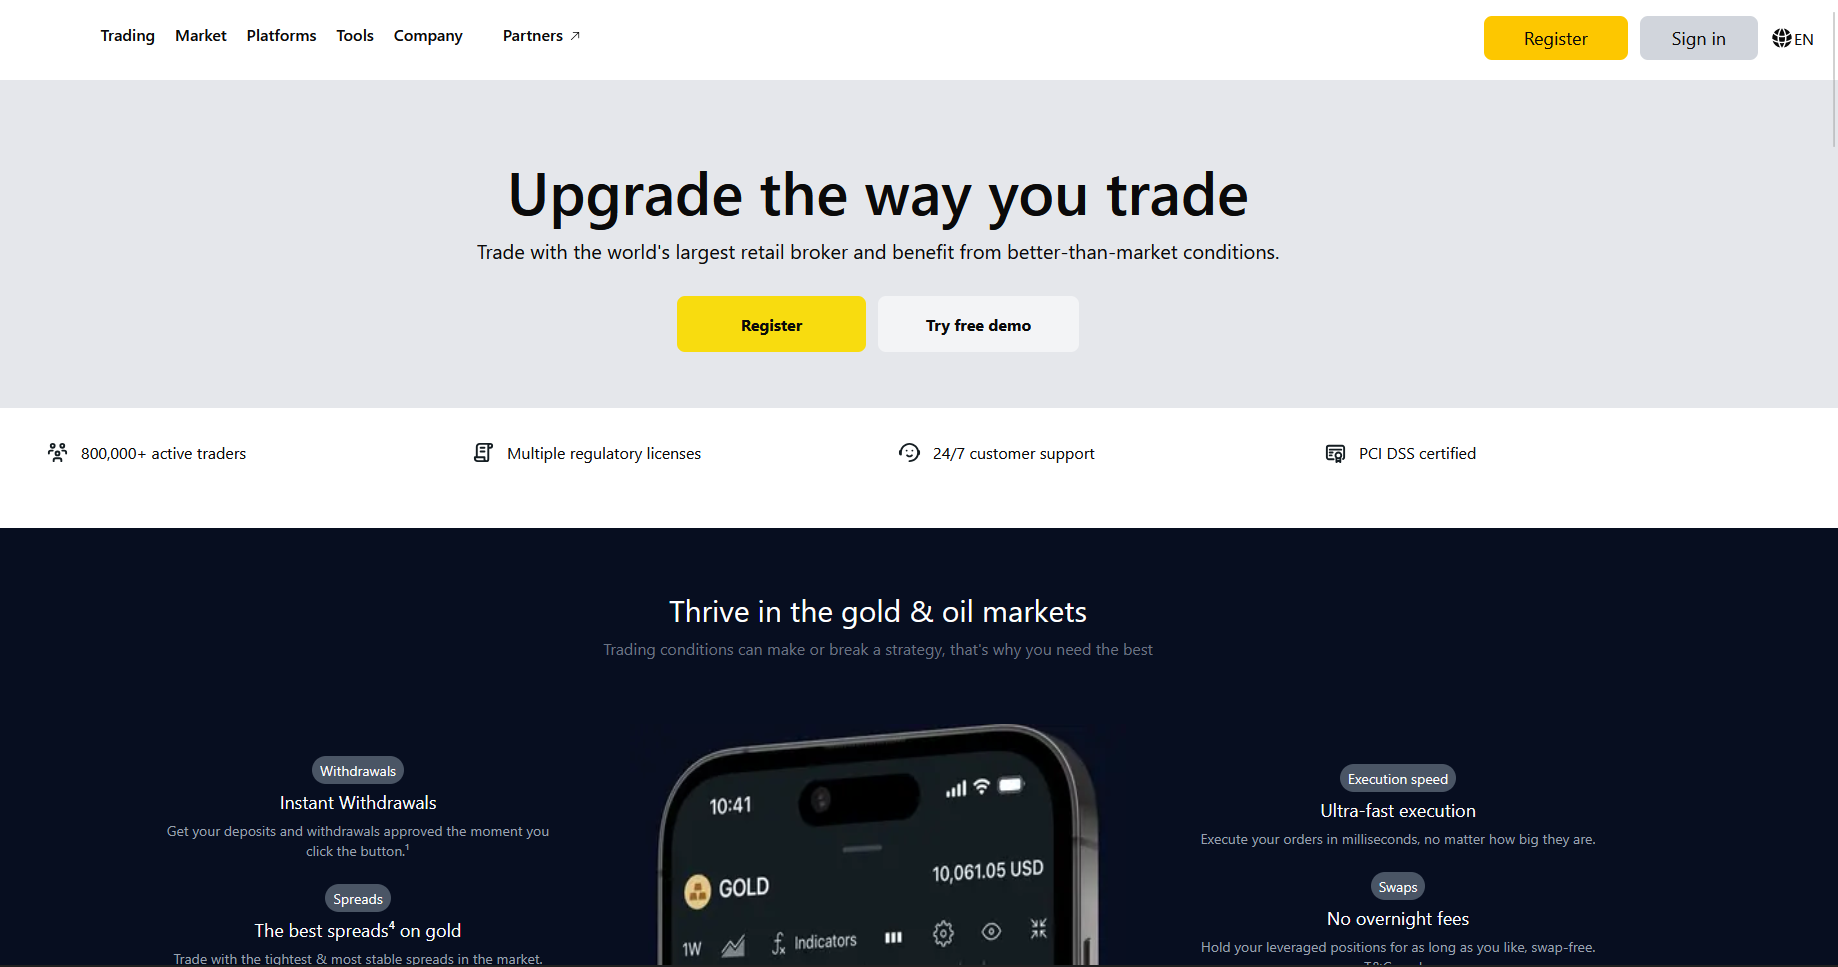 Trading Market Platforms Tools Company Partners ↗ Register Sign in EN
Upgrade the way you trade
Trade with the world's largest retail broker and benefit from better-than-market conditions.
Register Try free demo
800,000+ active traders Multiple regulatory licenses 24/7 customer support PCI DSS certified
Thrive in the gold & oil markets
Trading conditions can make or break a strategy, that's why you need the best
Withdrawals
Instant Withdrawals
Get your deposits and withdrawals approved the moment you
click the button.¹
Spreads
The best spreads⁴ on gold
Trade with the tightest & most stable spreads in the market.
10:41
GOLD 10,061.05 USD
1W Indicators
Execution speed
Ultra-fast execution
Execute your orders in milliseconds, no matter how big they are.
Swaps
No overnight fees
Hold your leveraged positions for as long as you like, swap-free.